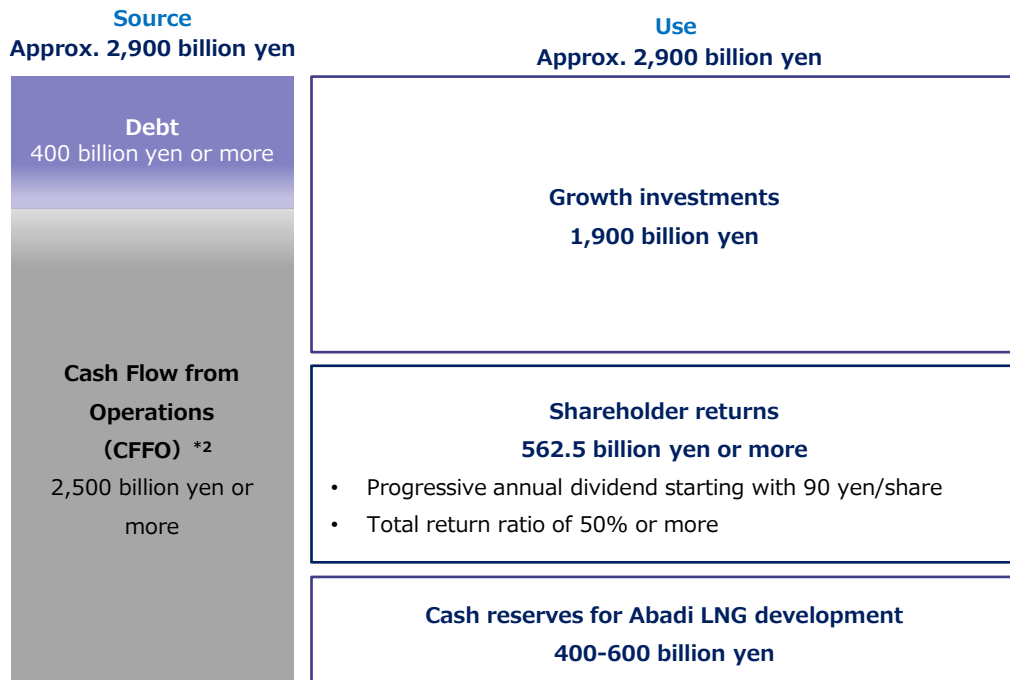 Source
Approx. 2,900 billion yen
Use
Approx. 2,900 billion yen
Debt
400 billion yen or more
Cash Flow from
Operations
（CFFO）*2
2,500 billion yen or
more
Growth investments
1,900 billion yen
Shareholder returns
562.5 billion yen or more
• Progressive annual dividend starting with 90 yen/share
• Total return ratio of 50% or more
Cash reserves for Abadi LNG development
400-600 billion yen